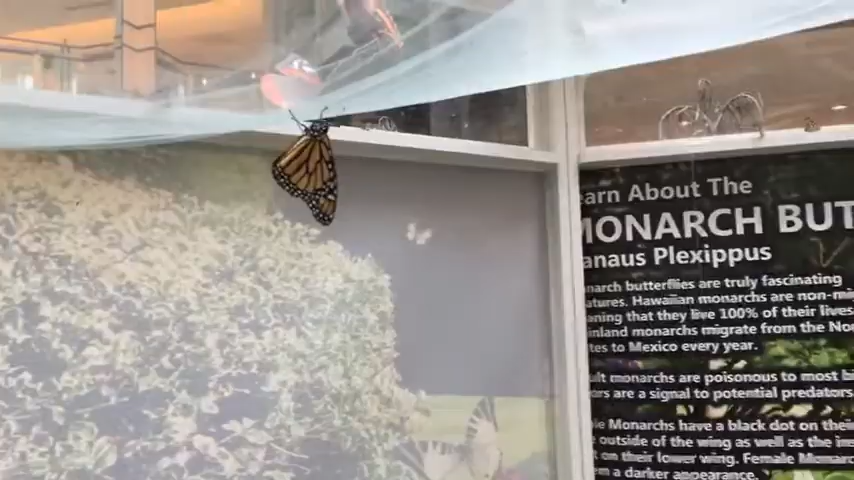 earn About The
MONARCH BUT
anaus Plexippus
narch butterflies are truly fascinating
atures. Hawaiian monarchs are non-mi
aning that they live 100% of their lives
inland monarchs migrate from the No
tes to Mexico every year.
ult monarchs are poisonous to most bi
ors are a signal to potential predators.
le Monarchs have a black dot on their
outside of the wing as well as the in
t on their lower wing. Female Monarc
m a darker appearance.